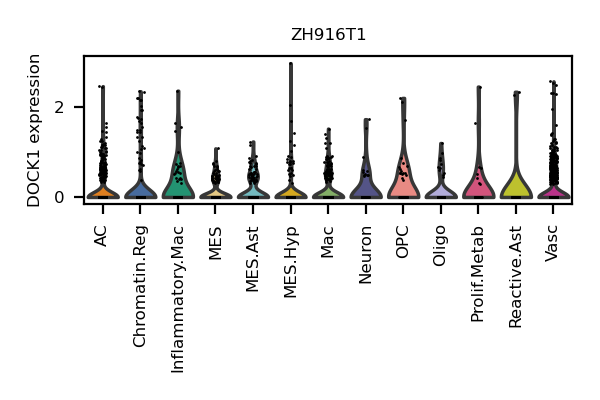 ZH916T1
DOCK1 expression
2
0
AC
Chromatin.Reg
Inflammatory.Mac
MES
MES.Ast
MES.Hyp
Mac
Neuron
OPC
Oligo
Prolif.Metab
Reactive.Ast
Vasc